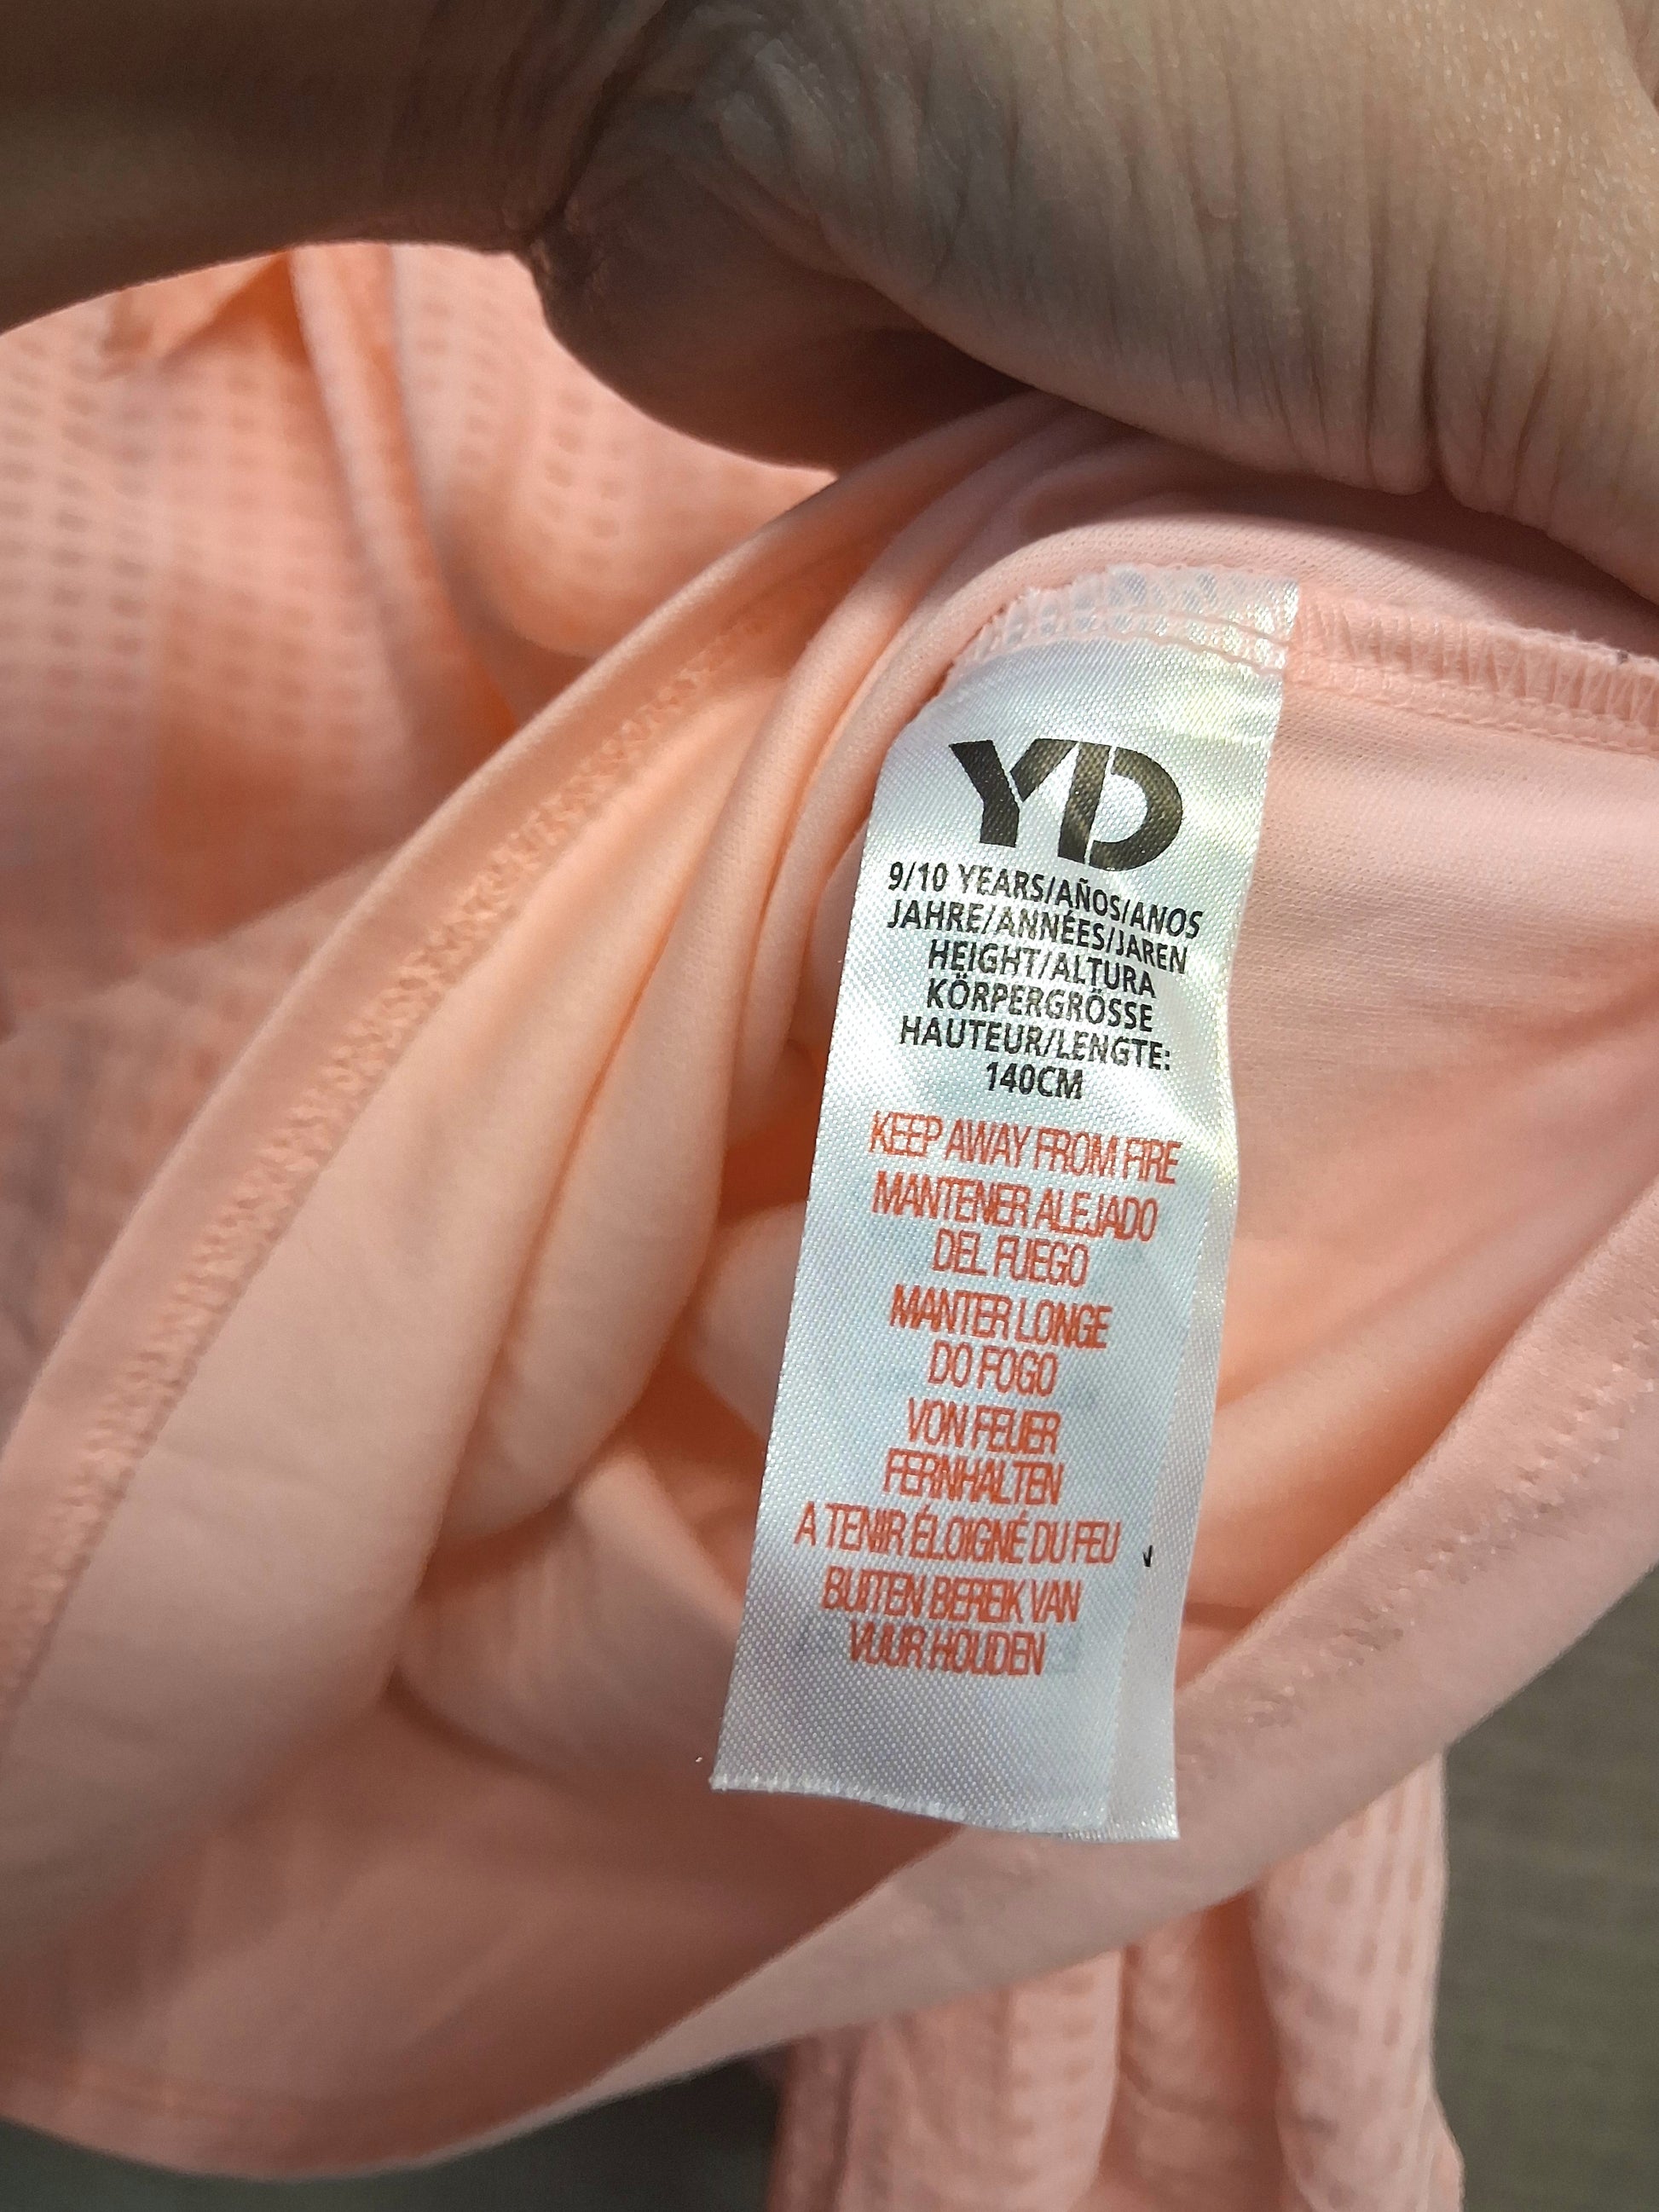 YD
9/10 YEARS/AÑOS/ANOS
JAHRE/ANNÉES/JAREN
HEIGHT/ALTURA
KÖRPERGRÖSSE
HAUTEUR/LENGTE:
140CM
KEEP AWAY FROM FIRE
MANTENER ALEJADO
DEL FUEGO
MANTER LONGE
DO FOGO
VON FEUER
FERNHALTEN
A TENIR ÉLOIGNÉ DU FEU
BUITEN BEREIK VAN
VUUR HOUDEN